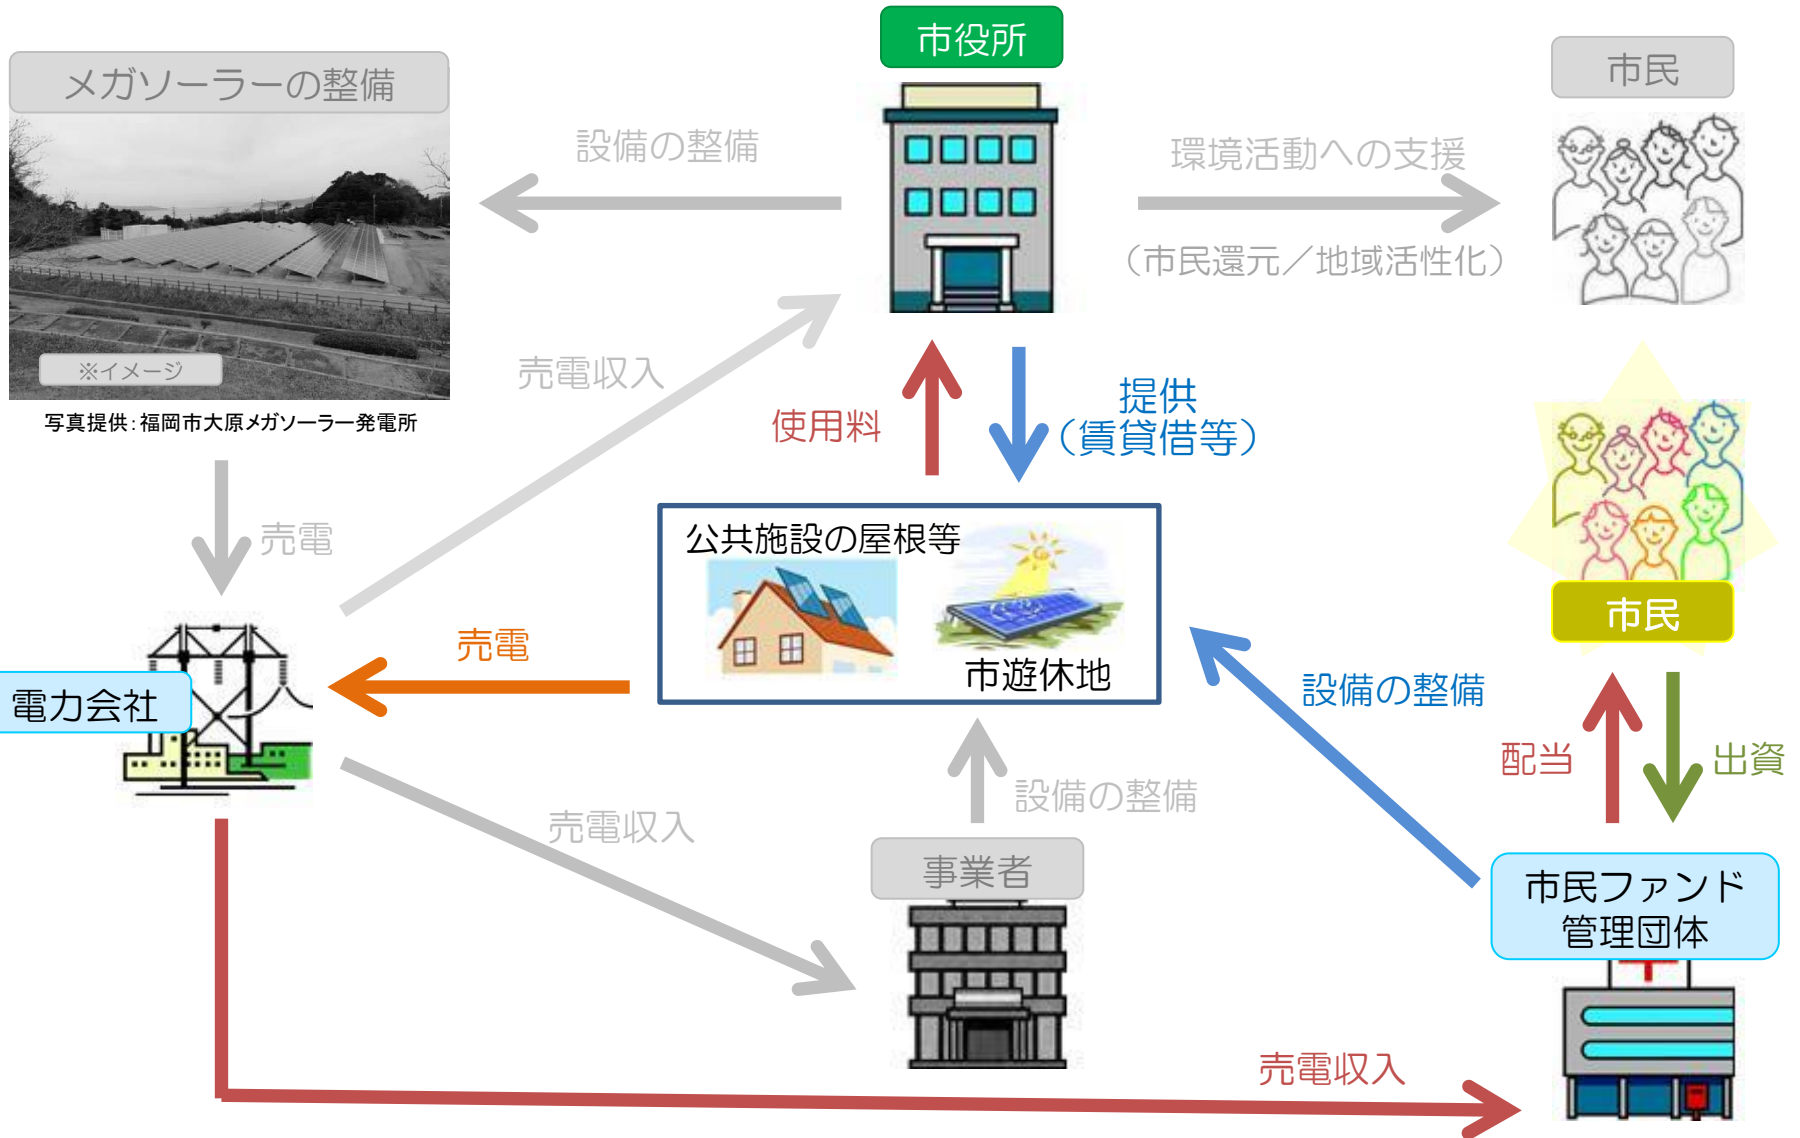 市役所
メガソーラーの整備
市民
設備の整備
環境活動への支援
（市民還元／地域活性化）
※イメージ
写真提供：福岡市大原メガソーラー発電所
売電収入
使用料
提供
（賃貸借等）
売電
公共施設の屋根等
市遊休地
市民
売電
電力会社
設備の整備
配当
出資
設備の整備
売電収入
事業者
市民ファンド
管理団体
売電収入